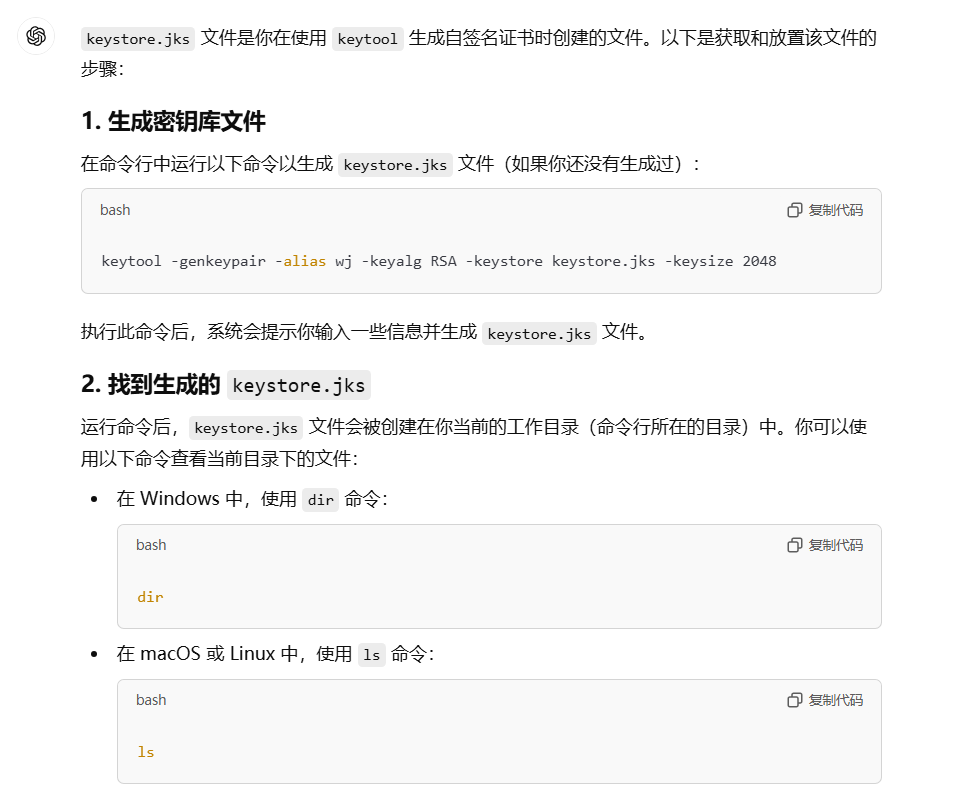 keystore.jks 文件是你在使用 keytool 生成自签名证书时创建的文件。以下是获取和放置该文件的
步骤：
1. 生成密钥库文件
在命令行中运行以下命令以生成 keystore.jks 文件（如果你还没有生成过）：
bash 复制代码
keytool -genkeypair -alias wj -keyalg RSA -keystore keystore.jks -keysize 2048
执行此命令后，系统会提示你输入一些信息并生成 keystore.jks 文件。
2. 找到生成的 keystore.jks
运行命令后，keystore.jks 文件会被创建在你当前的工作目录（命令行所在的目录）中。你可以使
用以下命令查看当前目录下的文件：
• 在 Windows 中，使用 dir 命令：
bash 复制代码
dir
• 在 macOS 或 Linux 中，使用 ls 命令：
bash 复制代码
ls